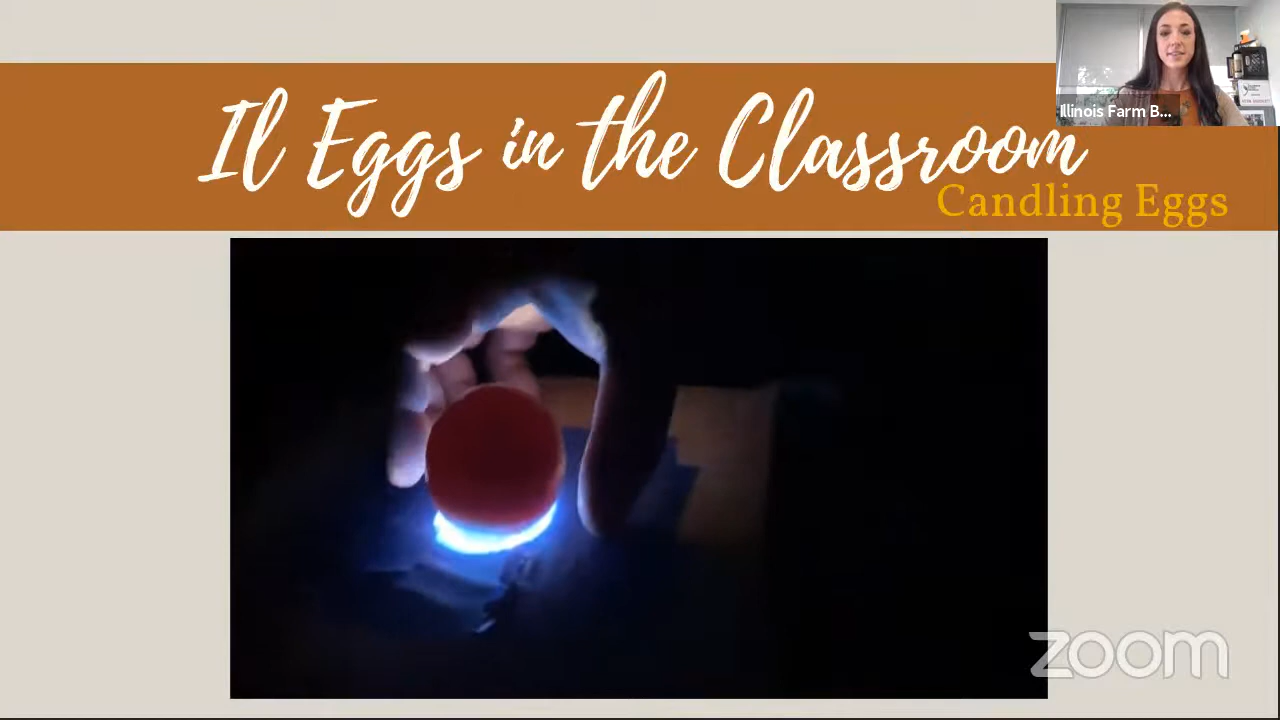 Il Eggs in the Classroom
Illinois Farm B...
Candling Eggs
zoom